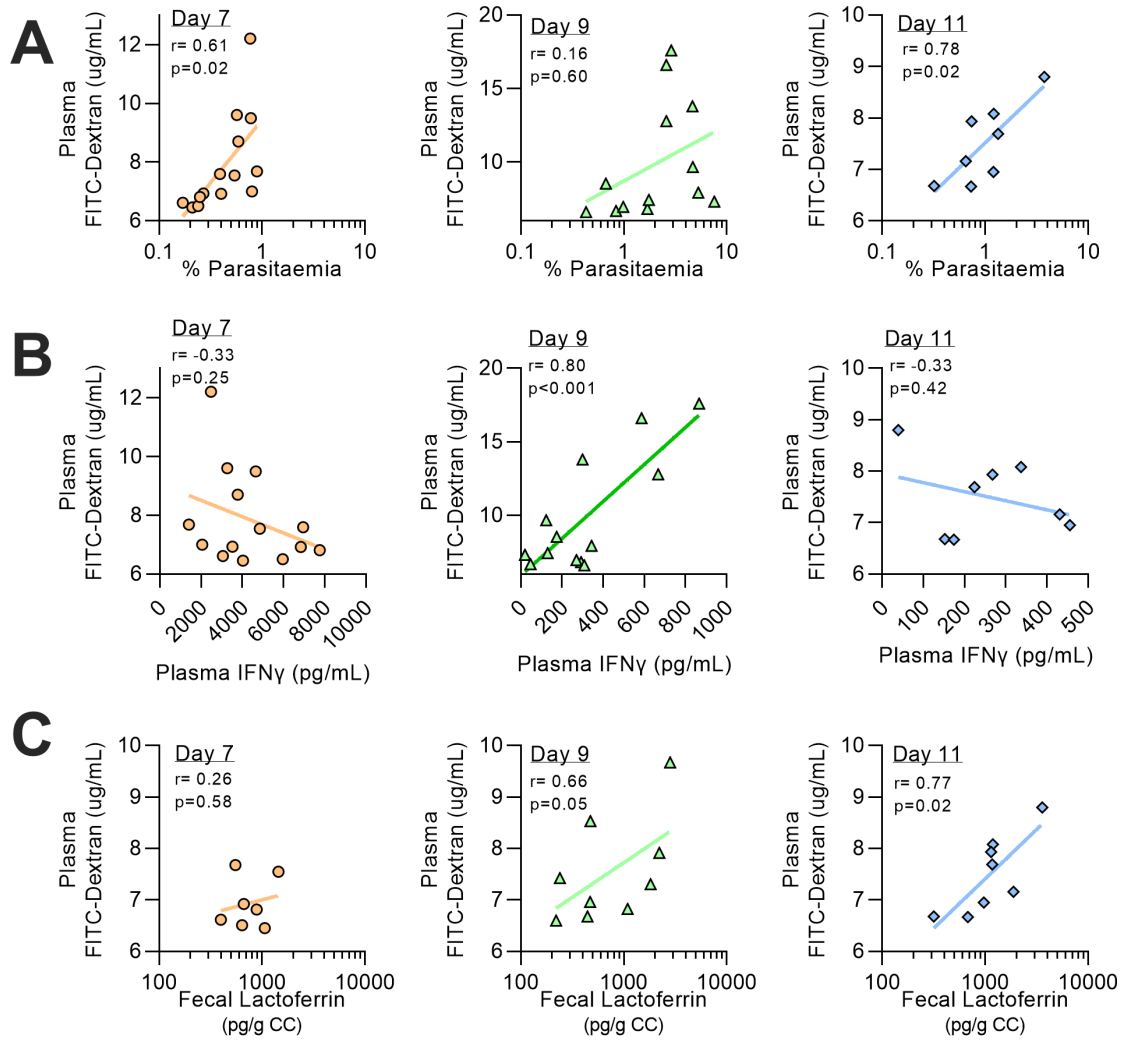 A
Day 7
r= 0.61
p=0.02
Plasma
FITC-Dextran (ug/mL)
12
10
8
6
0.1
1
10
% Parasitaemia
Day 9
r= 0.16
p=0.60
Plasma
FITC-Dextran (ug/mL)
20
15
10
0.1
1
10
% Parasitaemia
Day 11
r= 0.78
p=0.02
Plasma
FITC-Dextran (ug/mL)
10
9
8
7
6
0.1
1
10
% Parasitaemia
B
Day 7
r= -0.33
p=0.25
Plasma
FITC-Dextran (ug/mL)
12
10
8
6
0
2000
4000
6000
8000
10000
Plasma IFNγ (pg/mL)
Day 9
r= 0.80
p<0.001
Plasma
FITC-Dextran (ug/mL)
20
15
10
0
200
400
600
800
1000
Plasma IFNγ (pg/mL)
Day 11
r= -0.33
p=0.42
Plasma
FITC-Dextran (ug/mL)
10
9
8
7
6
0
100
200
300
400
500
Plasma IFNγ (pg/mL)
C
Day 7
r= 0.26
p=0.58
Plasma
FITC-Dextran (ug/mL)
10
9
8
7
6
100
1000
10000
Fecal Lactoferrin
(pg/g CC)
Day 9
r= 0.66
p=0.05
Plasma
FITC-Dextran (ug/mL)
10
9
8
7
6
100
1000
10000
Fecal Lactoferrin
(pg/g CC)
Day 11
r= 0.77
p=0.02
Plasma
FITC-Dextran (ug/mL)
10
9
8
7
6
100
1000
10000
Fecal Lactoferrin
(pg/g CC)